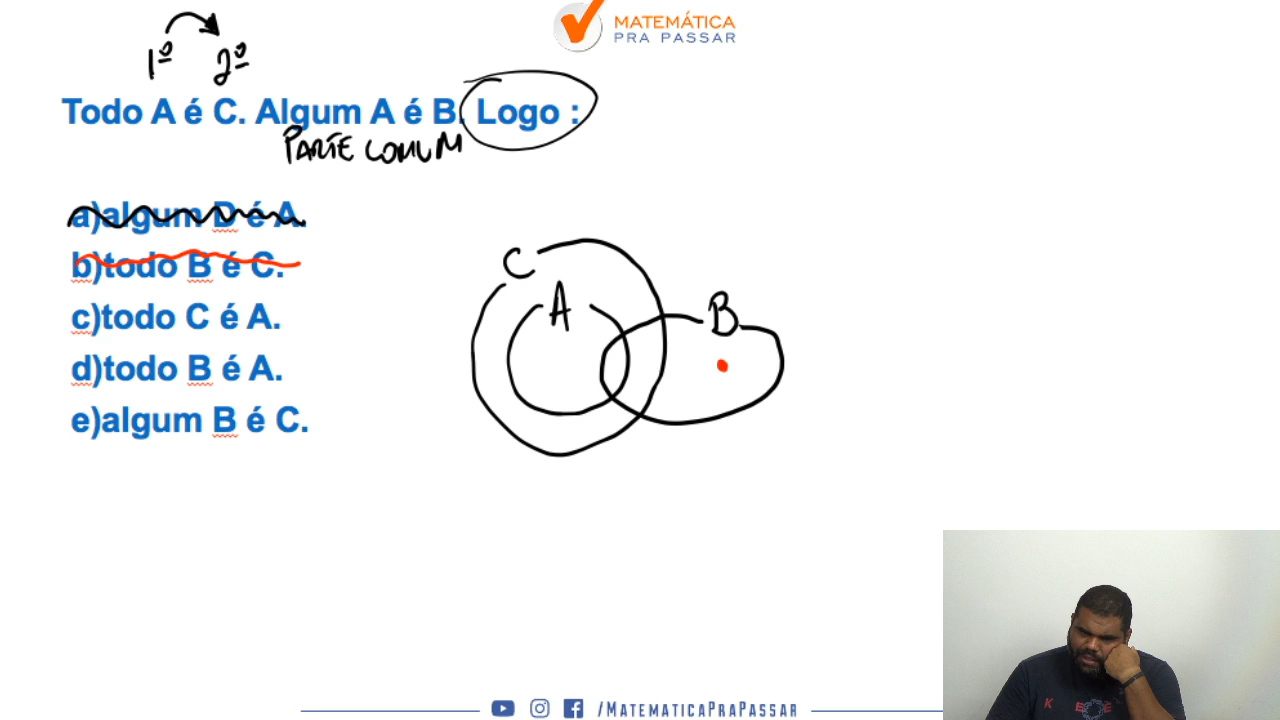 MATEMÁTICA
PRA PASSAR
1º 2º
Todo A é C. Algum A é B. Logo :
PARTE COMUM
a)algum D é A.
b)todo B é C.
c)todo C é A.
d)todo B é A.
e)algum B é C.
C
A
B
/MATEMATICAPRAPASSAR